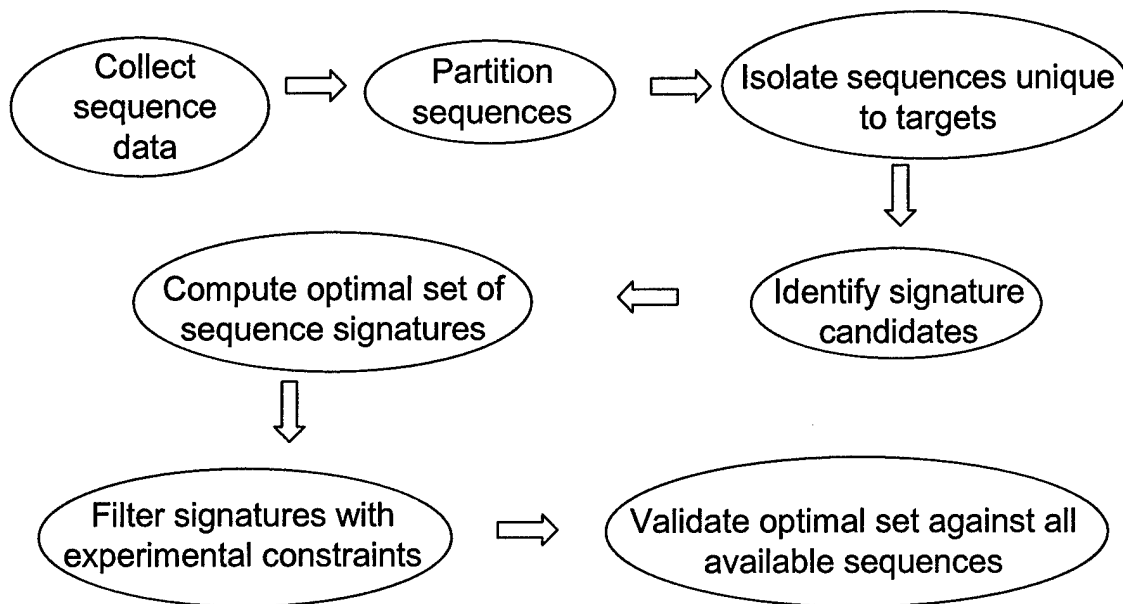 Collect
sequence
data
Partition
sequences
Isolate sequences unique
to targets
Identify signature
candidates
Compute optimal set of
sequence signatures
Filter signatures with
experimental constraints
Validate optimal set against all
available sequences